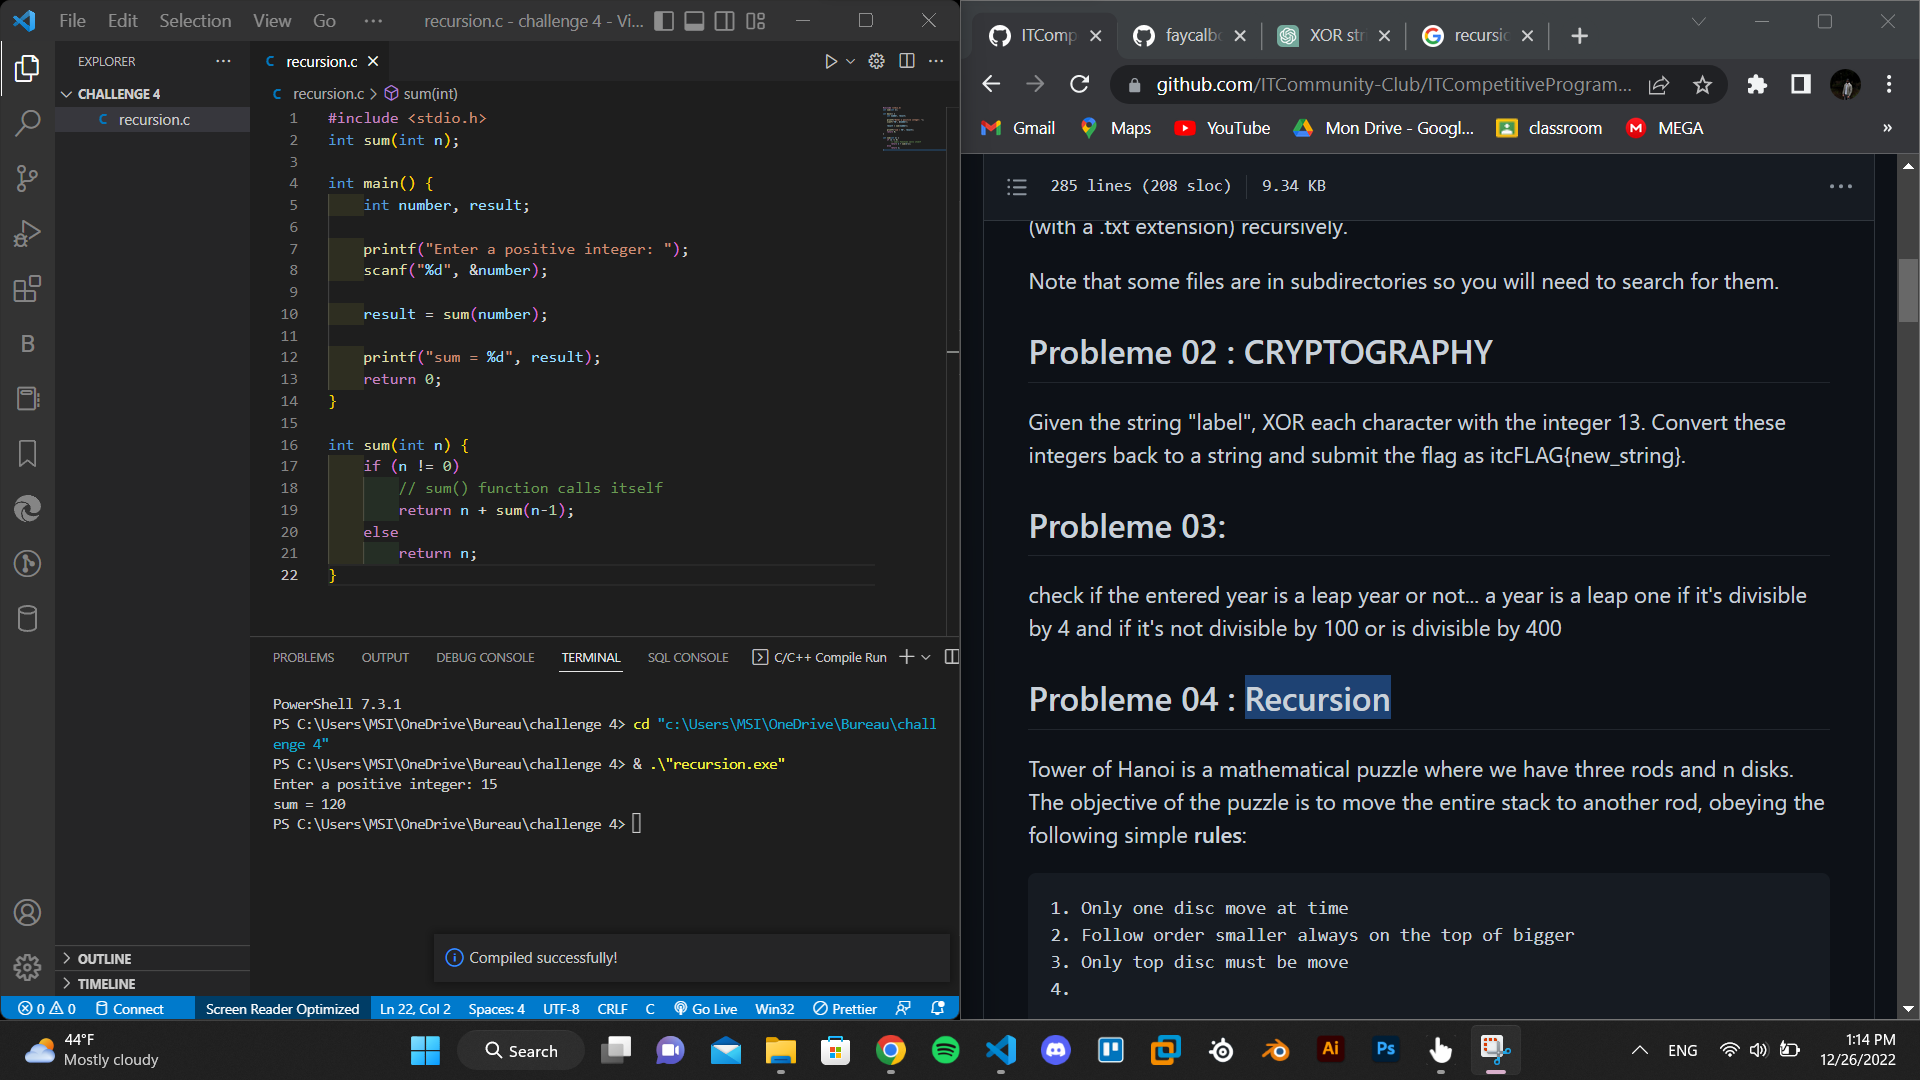 File Edit Selection View Go ··· recursion.c - challenge 4 - Vi...
EXPLORER ···
CHALLENGE 4
C recursion.c
C recursion.c
C recursion.c > sum(int)
1 #include <stdio.h>
2 int sum(int n);
3
4 int main() {
5 int number, result;
6
7 printf("Enter a positive integer: ");
8 scanf("%d", &number);
9
10 result = sum(number);
11
12 printf("sum = %d", result);
13 return 0;
14 }
15
16 int sum(int n) {
17 if (n != 0)
18 // sum() function calls itself
19 return n + sum(n-1);
20 else
21 return n;
22 }
PROBLEMS OUTPUT DEBUG CONSOLE TERMINAL SQL CONSOLE C/C++ Compile Run
PowerShell 7.3.1
PS C:\Users\MSI\OneDrive\Bureau\challenge 4> cd "c:\Users\MSI\OneDrive\Bureau\chall
enge 4"
PS C:\Users\MSI\OneDrive\Bureau\challenge 4> & .\"recursion.exe"
Enter a positive integer: 15
sum = 120
PS C:\Users\MSI\OneDrive\Bureau\challenge 4>
Compiled successfully!
OUTLINE
TIMELINE
0 0 Connect Screen Reader Optimized Ln 22, Col 2 Spaces: 4 UTF-8 CRLF C Go Live Win32 Prettier
ITComp faycalb XOR str recursio
github.com/ITCommunity-Club/ITCompetitiveProgram...
Gmail Maps YouTube Mon Drive - Googl... classroom MEGA »
285 lines (208 sloc) 9.34 KB
(with a .txt extension) recursively.
Note that some files are in subdirectories so you will need to search for them.
Probleme 02 : CRYPTOGRAPHY
Given the string "label", XOR each character with the integer 13. Convert these
integers back to a string and submit the flag as itcFLAG{new_string}.
Probleme 03:
check if the entered year is a leap year or not... a year is a leap one if it's divisible
by 4 and if it's not divisible by 100 or is divisible by 400
Probleme 04 : Recursion
Tower of Hanoi is a mathematical puzzle where we have three rods and n disks.
The objective of the puzzle is to move the entire stack to another rod, obeying the
following simple rules:
1. Only one disc move at time
2. Follow order smaller always on the top of bigger
3. Only top disc must be move
4.
44°F
Mostly cloudy
Search
Ai
Ps
ENG
1:14 PM
12/26/2022